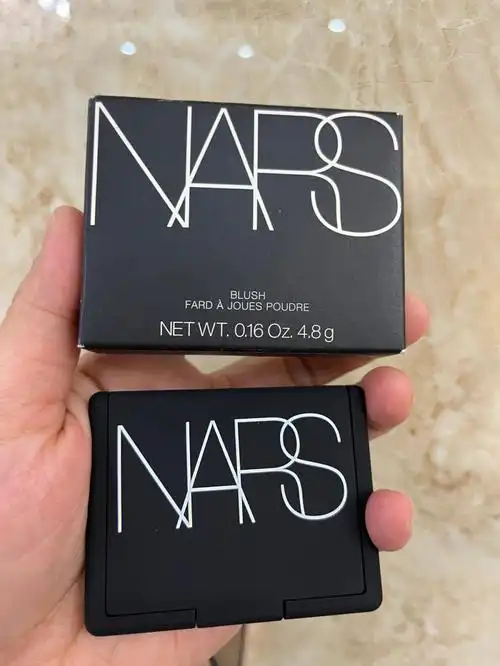 NARS
BLUSH
FARD À JOUES POUDRE
NET WT. 0.16 Oz. 4.8 g
NARS